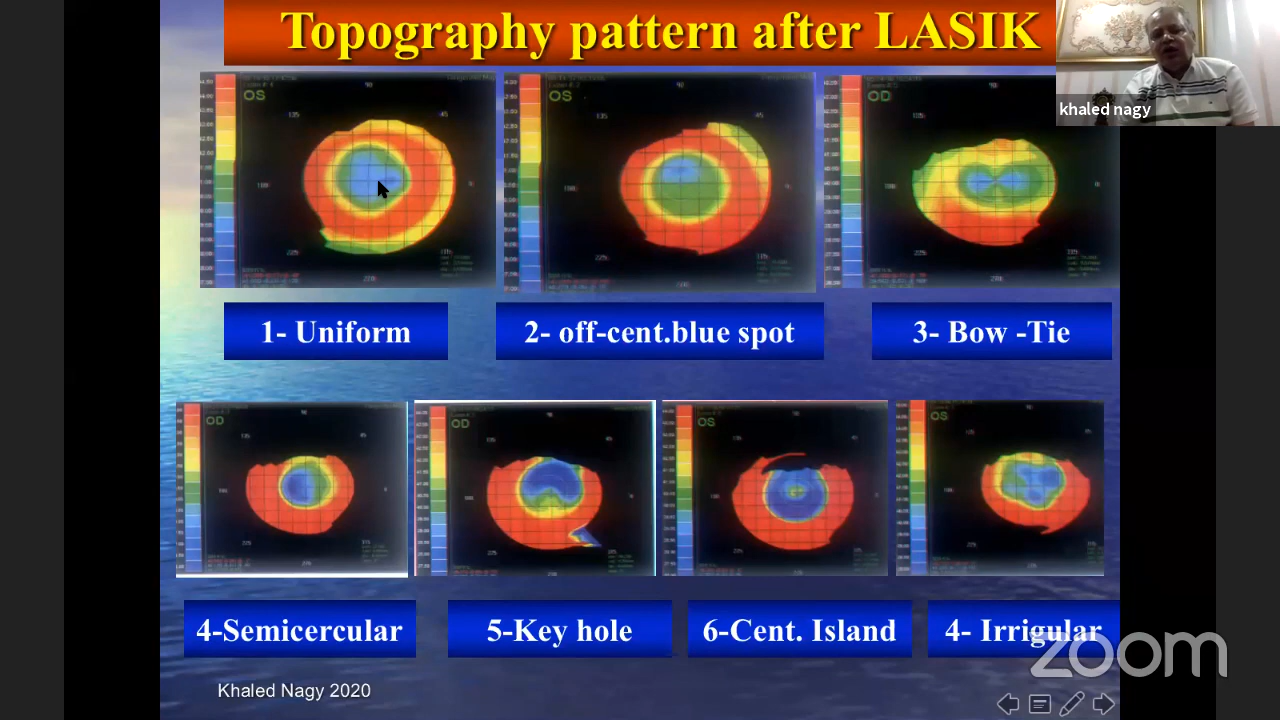 Topography pattern after LASIK
khaled nagy
OS
OS
OD
1- Uniform
2- off-cent.blue spot
3- Bow -Tie
OD
OD
OS
OS
4-Semicercular
5-Key hole
6-Cent. Island
4- Irrigular
zoom
Khaled Nagy 2020